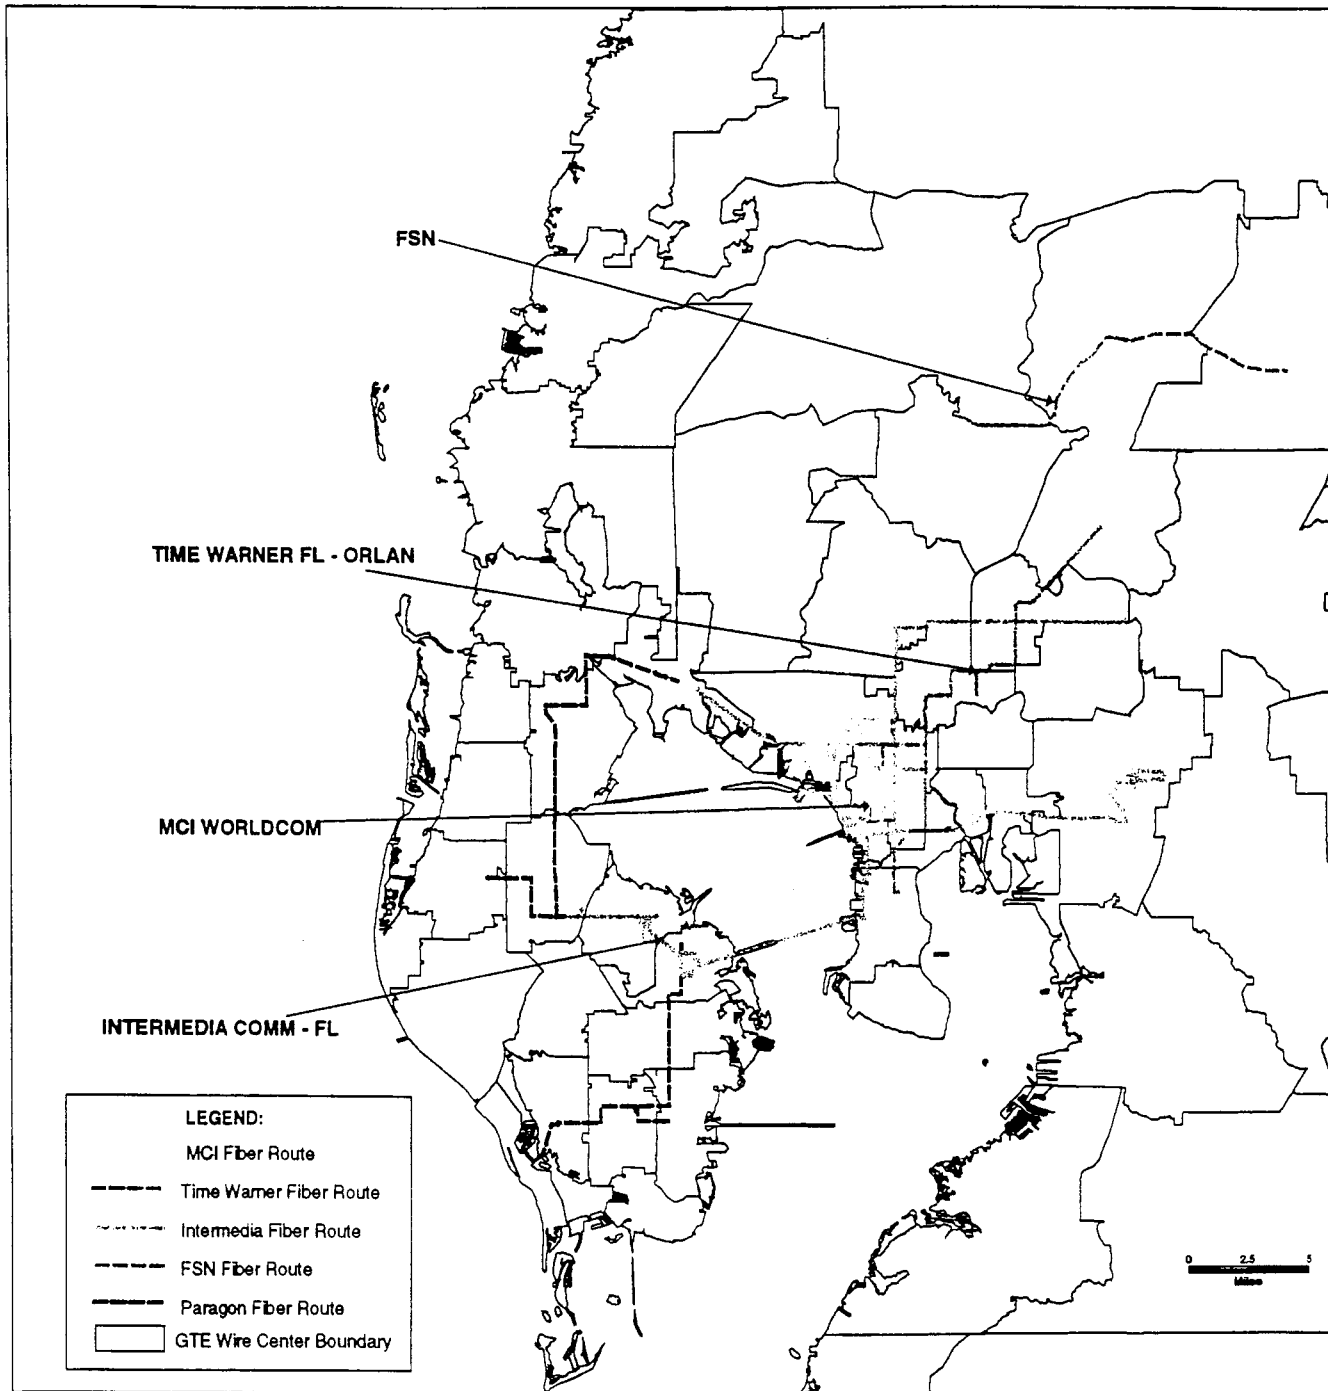 FSN
TIME WARNER FL - ORLAN
MCI WORLDCOM
INTERMEDIA COMM - FL
LEGEND:
MCI Fiber Route
Time Warner Fiber Route
Intermedia Fiber Route
FSN Fiber Route
Paragon Fiber Route
GTE Wire Center Boundary
0 2.5 5
Miles